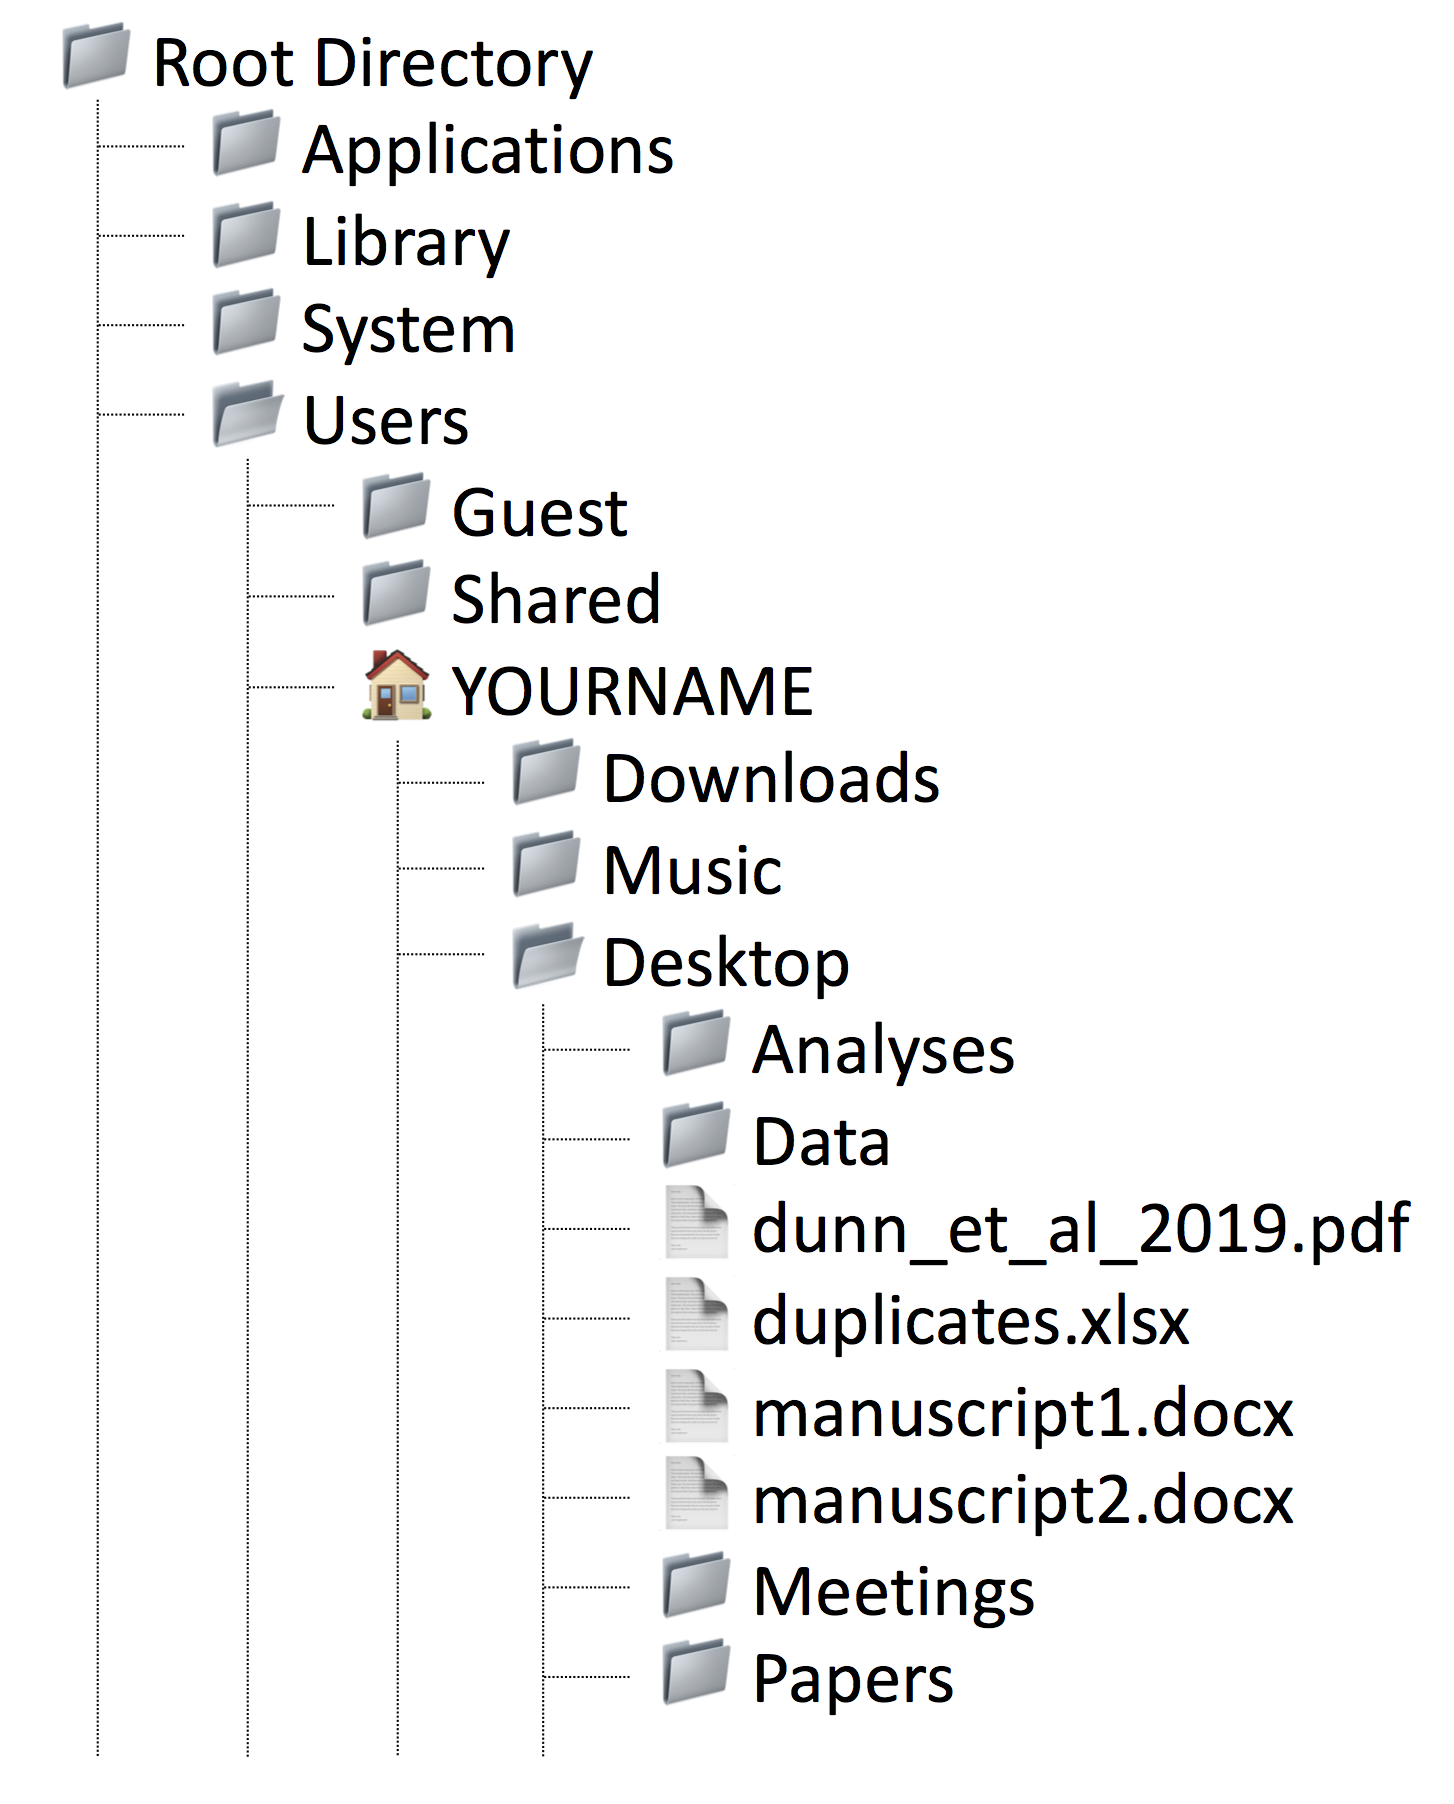 Root Directory
Applications
Library
System
Users
Guest
Shared
YOURNAME
Downloads
Music
Desktop
Analyses
Data
dunn_et_al_2019.pdf
duplicates.xlsx
manuscript1.docx
manuscript2.docx
Meetings
Papers